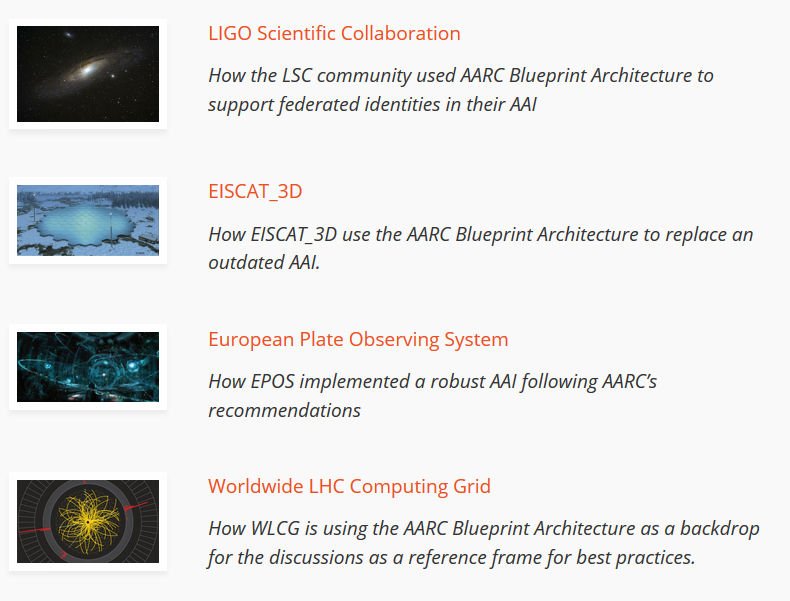 LIGO Scientific Collaboration
How the LSC community used AARC Blueprint Architecture to
support federated identities in their AAI
EISCAT_3D
How EISCAT_3D use the AARC Blueprint Architecture to replace an
outdated AAI.
European Plate Observing System
How EPOS implemented a robust AAI following AARC’s
recommendations
Worldwide LHC Computing Grid
How WLCG is using the AARC Blueprint Architecture as a backdrop
for the discussions as a reference frame for best practices.